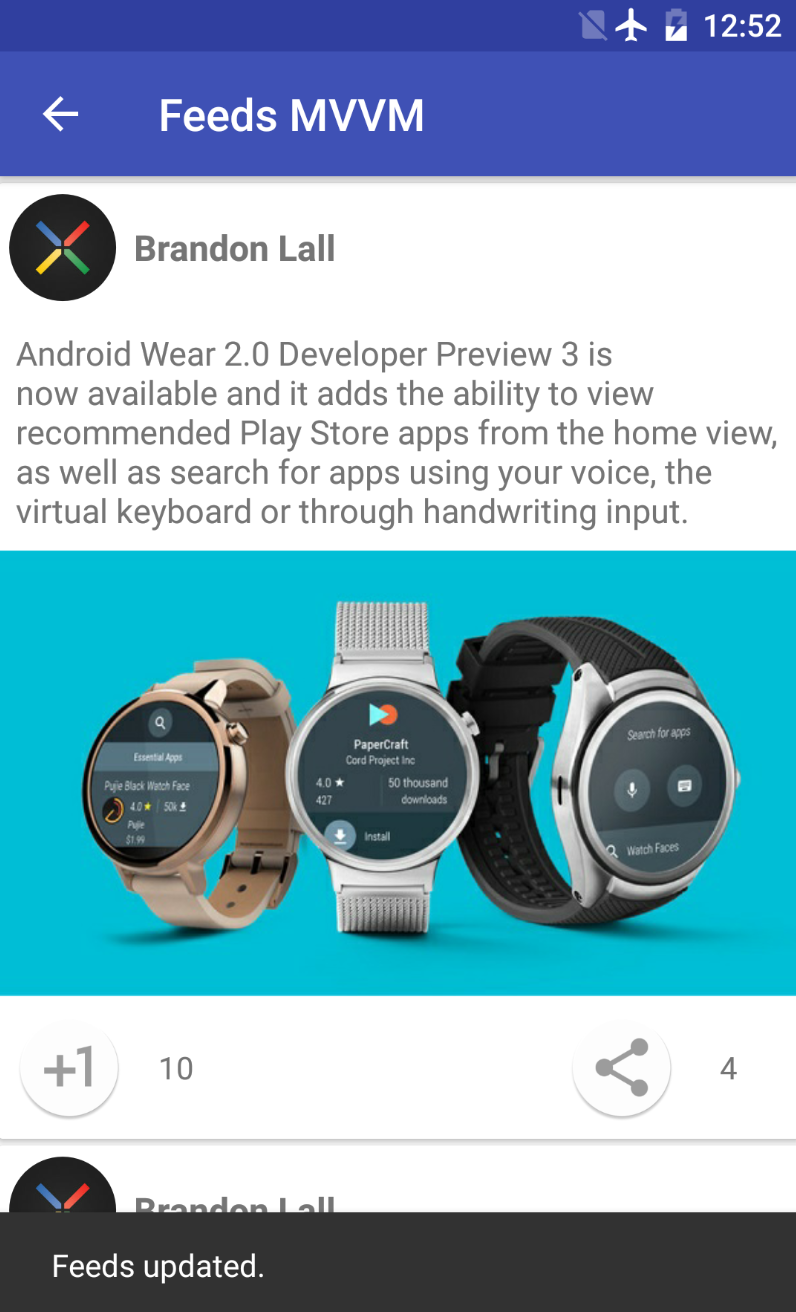 12:52
Feeds MVVM
Brandon Lall
Android Wear 2.0 Developer Preview 3 is
now available and it adds the ability to view
recommended Play Store apps from the home view,
as well as search for apps using your voice, the
virtual keyboard or through handwriting input.
Essential Apps
Pujie Black Watch Face
4.0★ | 50k
Pujie
$1.99
PaperCraft
Cord Project Inc
4.0 ★ 50 thousand
427 downloads
Install
Search for apps
Watch Faces
+1 10 4
Brandon Lall
Feeds updated.